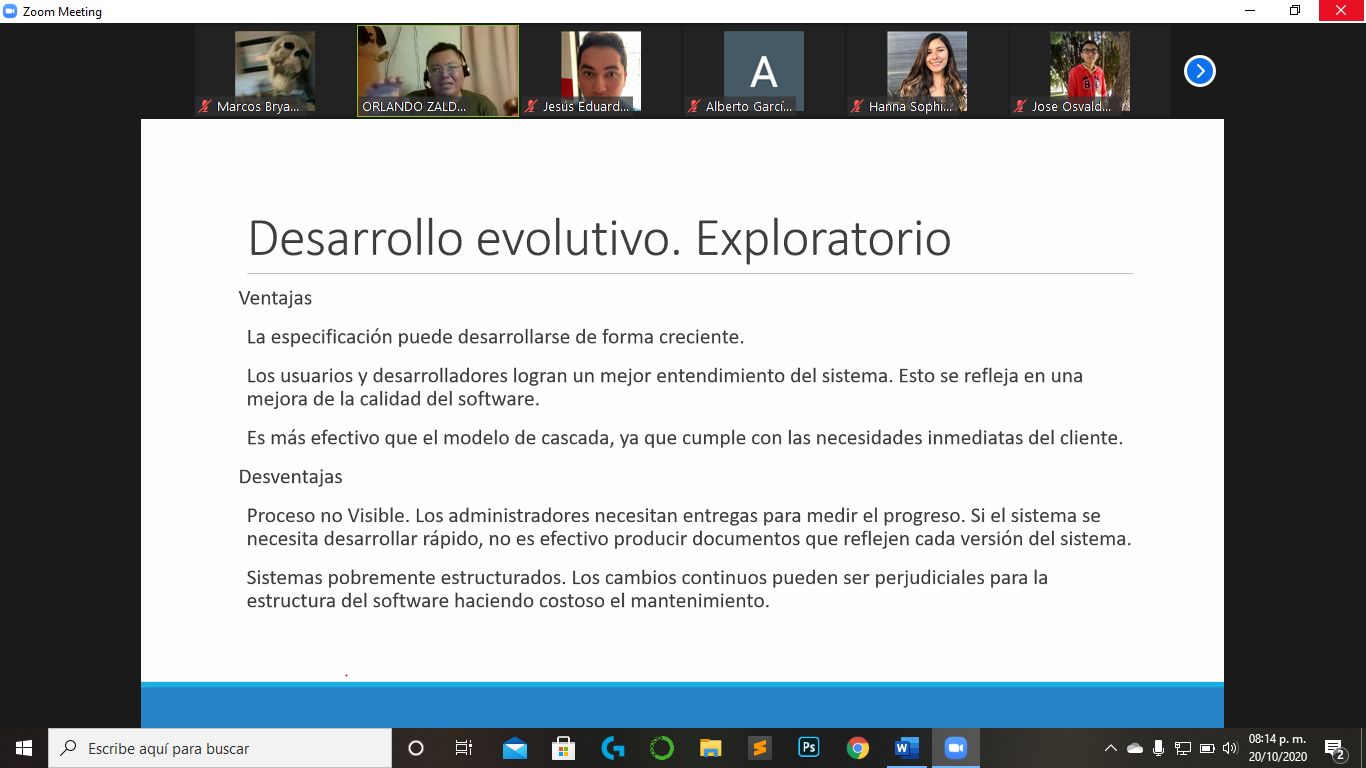 Zoom Meeting
Marcos Brya...
ORLANDO ZALD...
Jesús Eduard...
A
Alberto Garcí...
Hanna Sophi...
Jose Osvald...
Desarrollo evolutivo. Exploratorio
Ventajas
La especificación puede desarrollarse de forma creciente.
Los usuarios y desarrolladores logran un mejor entendimiento del sistema. Esto se refleja en una
mejora de la calidad del software.
Es más efectivo que el modelo de cascada, ya que cumple con las necesidades inmediatas del cliente.
Desventajas
Proceso no Visible. Los administradores necesitan entregas para medir el progreso. Si el sistema se
necesita desarrollar rápido, no es efectivo producir documentos que reflejen cada versión del sistema.
Sistemas pobremente estructurados. Los cambios continuos pueden ser perjudiciales para la
estructura del software haciendo costoso el mantenimiento.
Escribe aquí para buscar
Ps
08:14 p. m.
20/10/2020
2